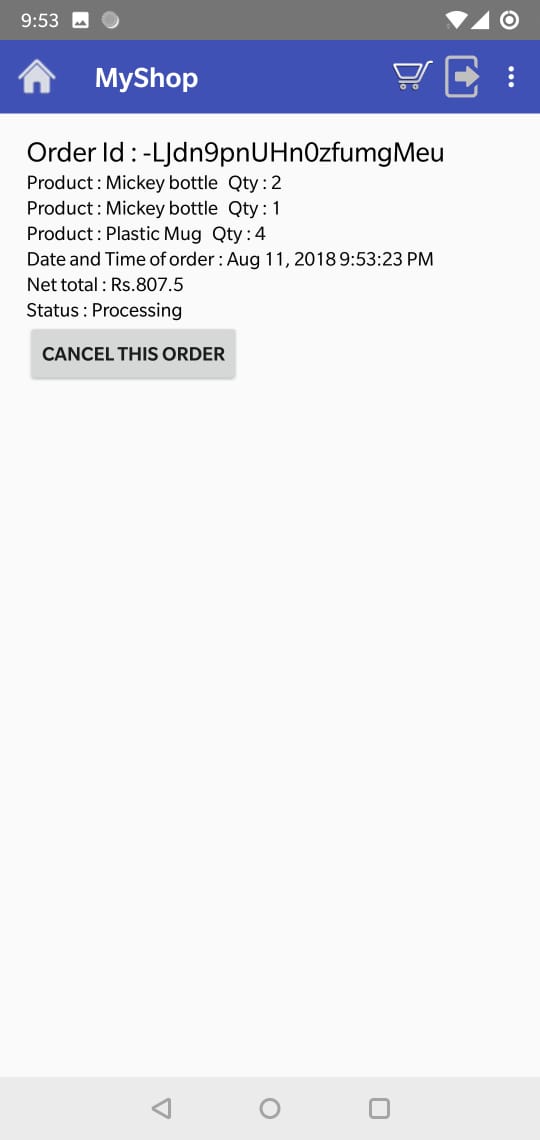 9:53
MyShop
Order Id : -LJdn9pnUHn0zfumgMeu
Product : Mickey bottle  Qty : 2
Product : Mickey bottle  Qty : 1
Product : Plastic Mug  Qty : 4
Date and Time of order : Aug 11, 2018 9:53:23 PM
Net total : Rs.807.5
Status : Processing
CANCEL THIS ORDER